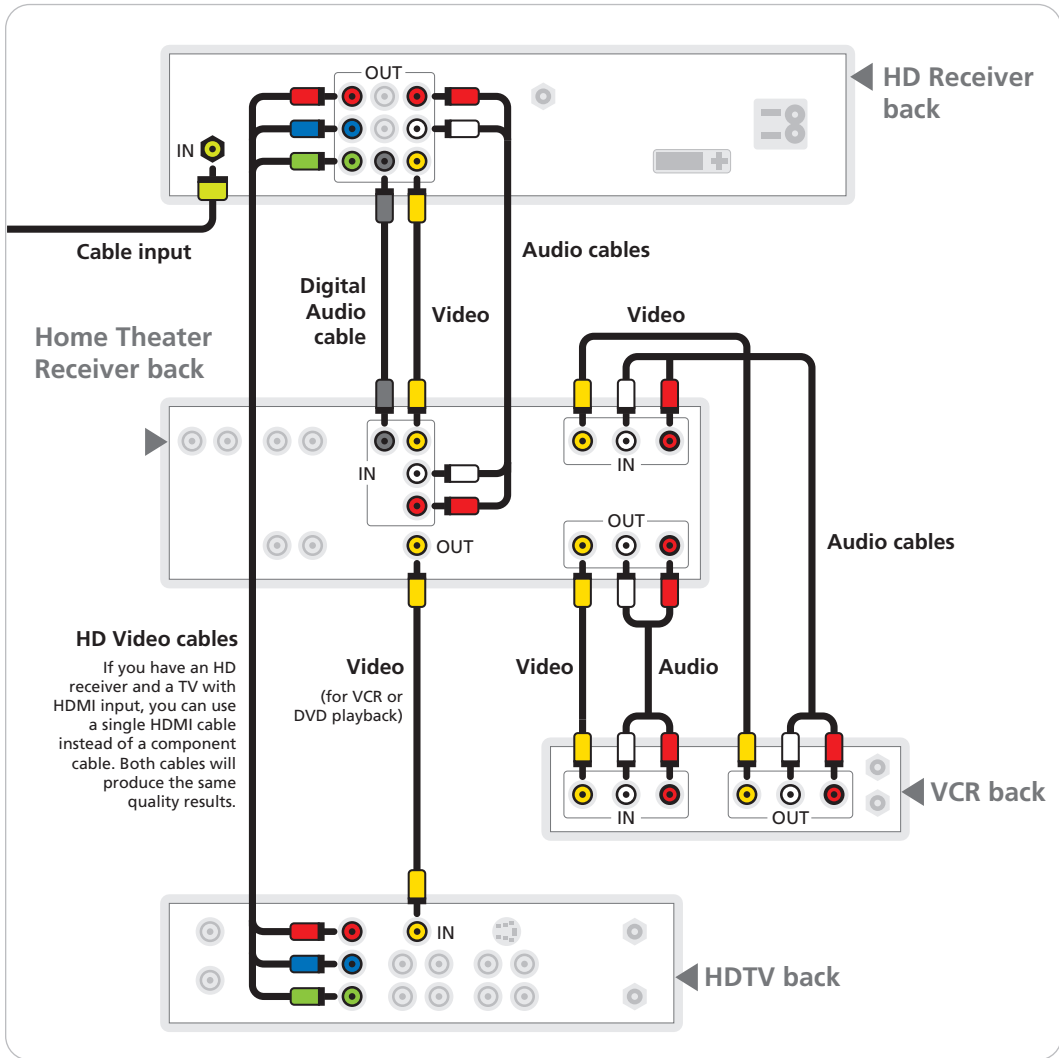 OUT
HD Receiver
back
IN
Cable input
Audio cables
Digital
Audio
cable
Video
Video
Home Theater
Receiver back
IN
IN
OUT
OUT
Audio cables
HD Video cables
If you have an HD
receiver and a TV with
HDMI input, you can use
a single HDMI cable
instead of a component
cable. Both cables will
produce the same
quality results.
Video
(for VCR or
DVD playback)
Video
Audio
IN
OUT
VCR back
IN
HDTV back